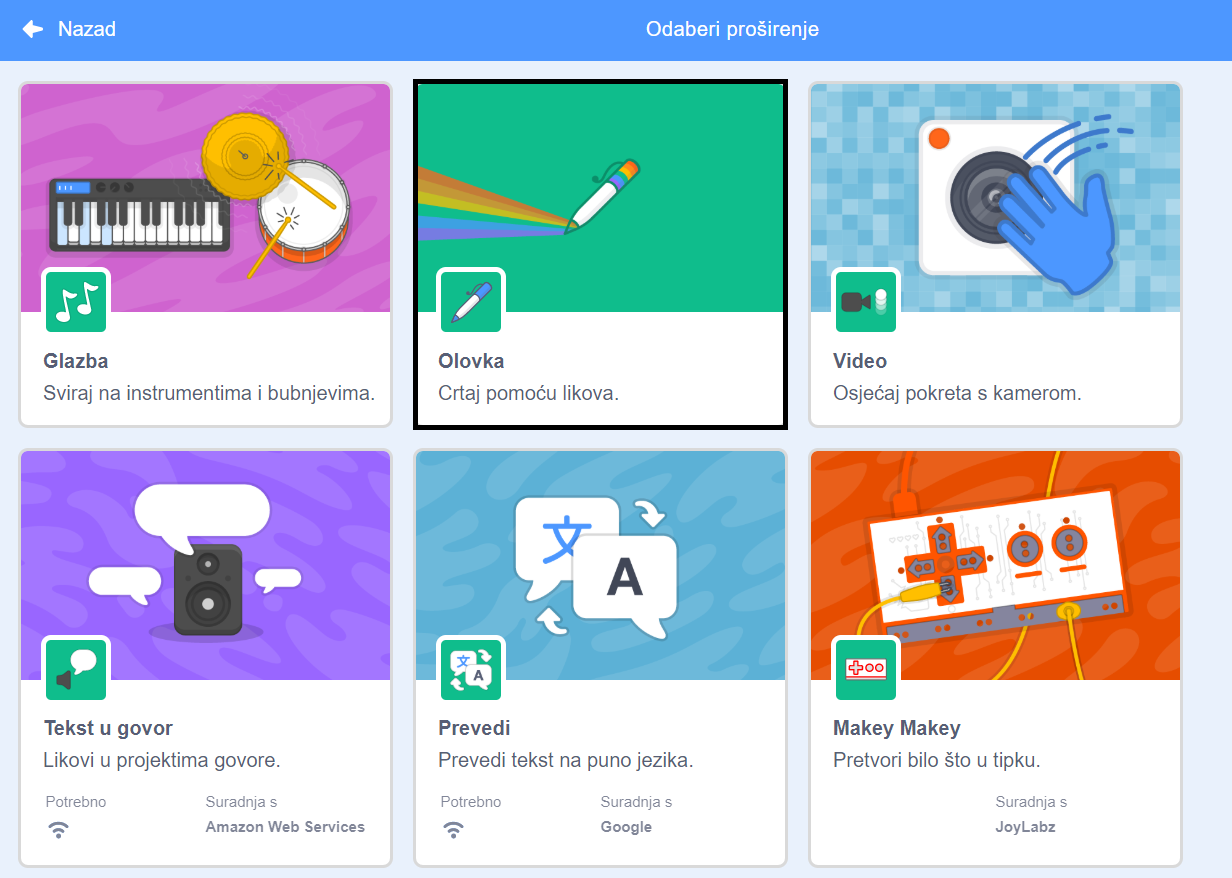 Nazad
Odaberi proširenje
Glazba
Sviraj na instrumentima i bubnjevima.
Olovka
Crtaj pomoću likova.
Video
Osjećaj pokreta s kamerom.
文 A
Tekst u govor
Likovi u projektima govore.
Potrebno
Suradnja s
Amazon Web Services
文 A
Prevedi
Prevedi tekst na puno jezika.
Potrebno
Suradnja s
Google
Makey Makey
Pretvori bilo što u tipku.
Suradnja s
JoyLabz